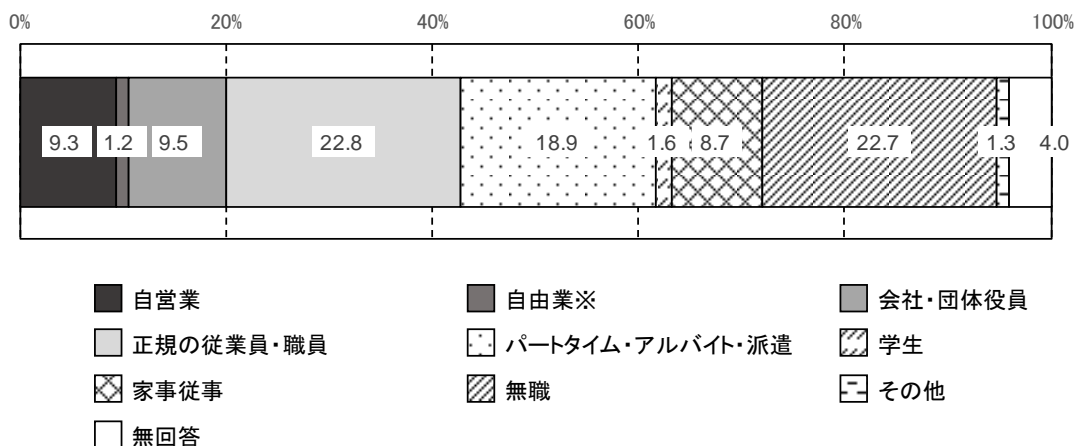 0% 20% 40% 60% 80% 100%
9.3 1.2 9.5 22.8 18.9 1.6 8.7 22.7 1.3 4.0
自営業 自由業※ 会社・団体役員
正規の従業員・職員 パートタイム・アルバイト・派遣 学生
家事従事 無職 その他
無回答